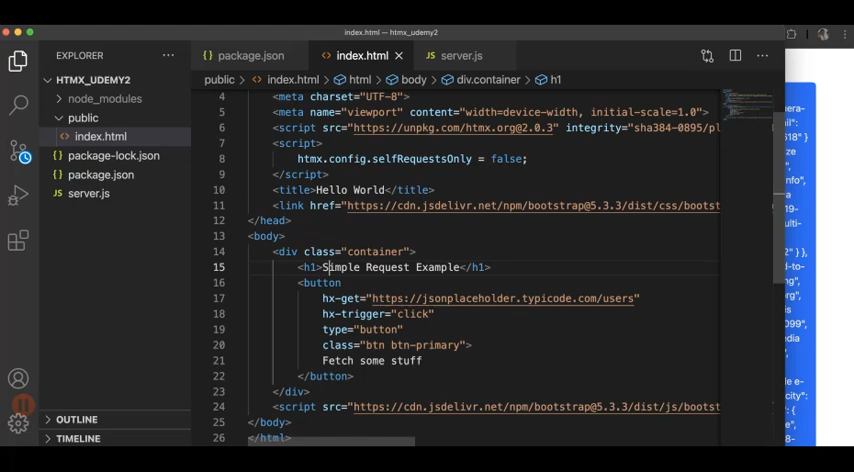 index.html — htmx_udemy2
EXPLORER
package.json
index.html
server.js
public > index.html > html > body > div.container > h1
HTMX_UDEMY2
node_modules
public
index.html
package-lock.json
package.json
server.js
OUTLINE
TIMELINE
4 <meta charset="UTF-8">
5 <meta name="viewport" content="width=device-width, initial-scale=1.0">
6 <script src="https://unpkg.com/htmx.org@2.0.3" integrity="sha384-0895/pl
7 <script>
8 htmx.config.selfRequestsOnly = false;
9 </script>
10 <title>Hello World</title>
11 <link href="https://cdn.jsdelivr.net/npm/bootstrap@5.3.3/dist/css/bootst
12 </head>
13 <body>
14 <div class="container">
15 <h1>Simple Request Example</h1>
16 <button
17 hx-get="https://jsonplaceholder.typicode.com/users"
18 hx-trigger="click"
19 type="button"
20 class="btn btn-primary">
21 Fetch some stuff
22 </button>
23 </div>
24 <script src="https://cdn.jsdelivr.net/npm/bootstrap@5.3.3/dist/js/bootst
25 </body>
26 </html>